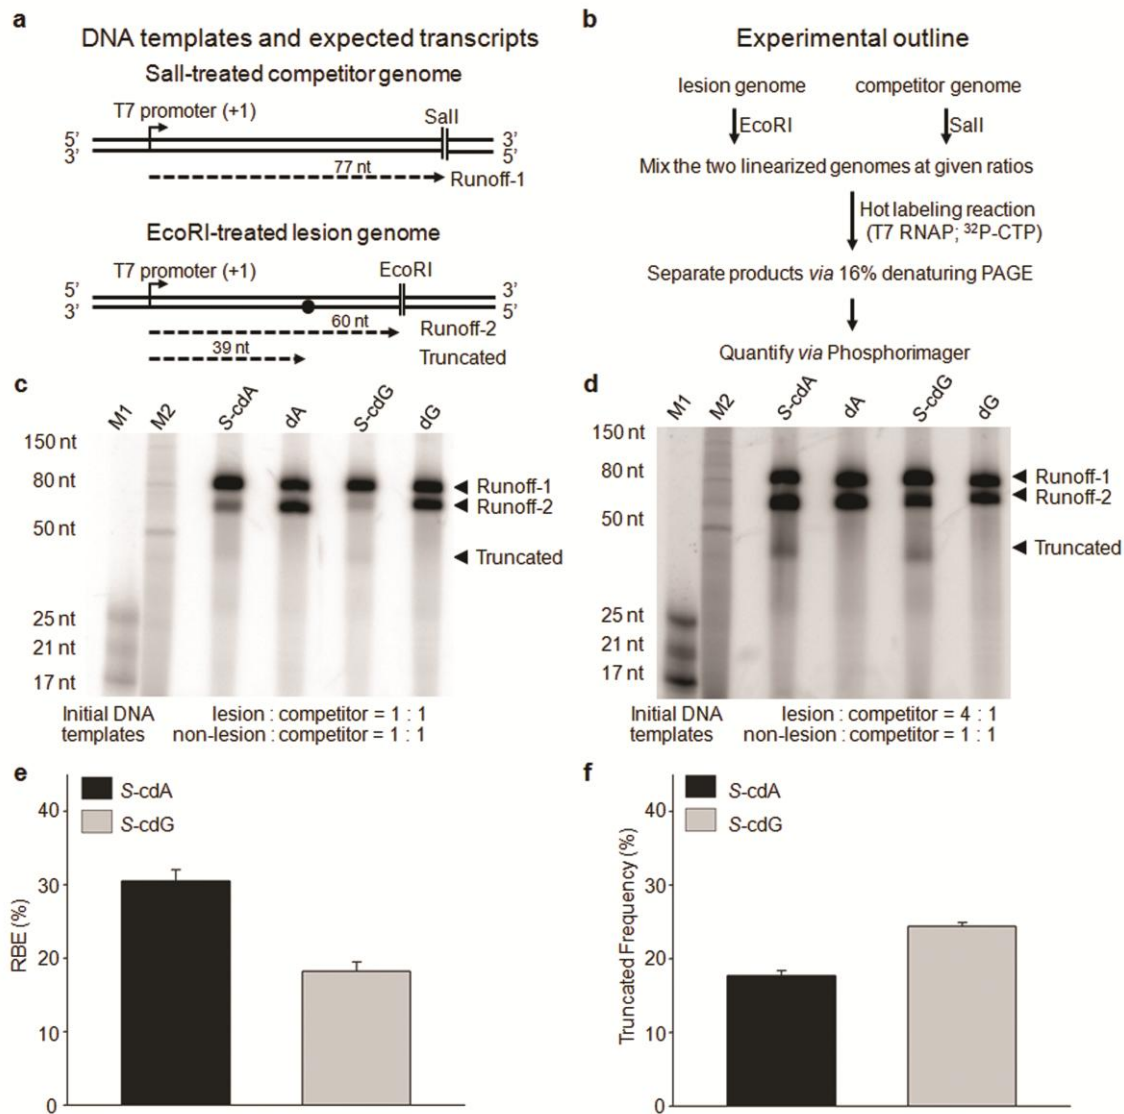 a
DNA templates and expected transcripts
SalI-treated competitor genome
T7 promoter (+1)
SalI
5'
3'
3'
5'
77 nt
Runoff-1
EcoRI-treated lesion genome
T7 promoter (+1)
EcoRI
5'
3'
3'
5'
60 nt
Runoff-2
39 nt
Truncated
b
Experimental outline
lesion genome competitor genome
EcoRI SalI
Mix the two linearized genomes at given ratios
Hot labeling reaction
(T7 RNAP; ³²P-CTP)
Separate products via 16% denaturing PAGE
Quantify via Phosphorimager
c
M1 M2 S-cdA dA S-cdG dG
150 nt
80 nt
50 nt
25 nt
21 nt
17 nt
Runoff-1
Runoff-2
Truncated
Initial DNA lesion : competitor = 1 : 1
templates non-lesion : competitor = 1 : 1
d
M1 M2 S-cdA dA S-cdG dG
150 nt
80 nt
50 nt
25 nt
21 nt
17 nt
Runoff-1
Runoff-2
Truncated
Initial DNA lesion : competitor = 4 : 1
templates non-lesion : competitor = 1 : 1
e
S-cdA
S-cdG
RBE (%)
40
30
20
10
0
f
S-cdA
S-cdG
Truncated Frequency (%)
40
30
20
10
0